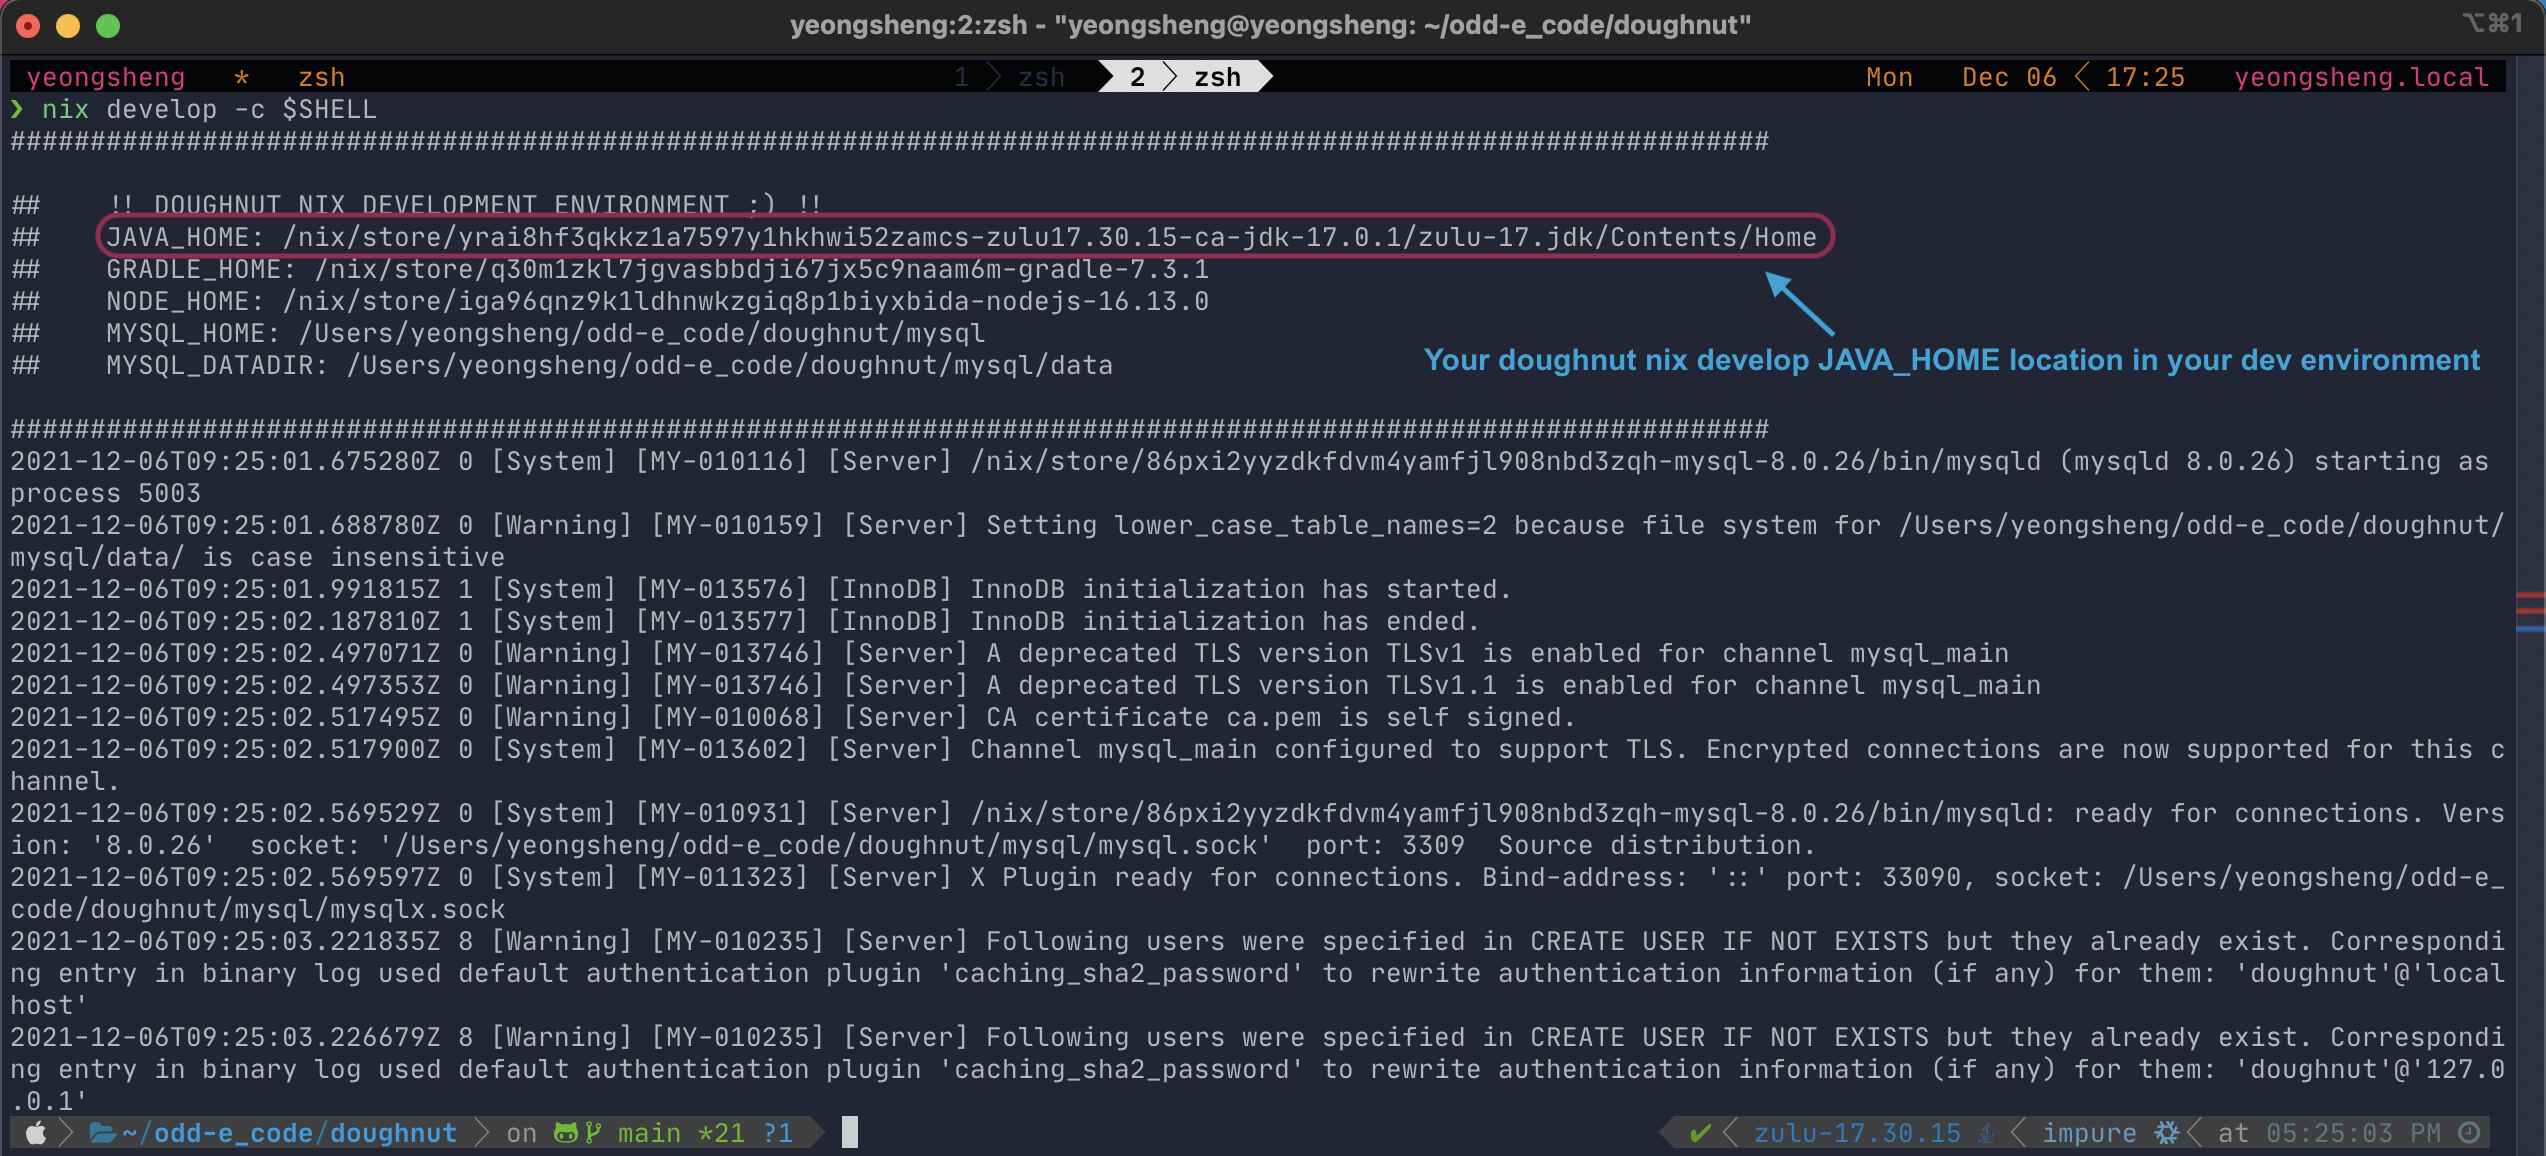 yeongsheng:2:zsh - "yeongsheng@yeongsheng: ~/odd-e_code/doughnut" ⌥⌘1
yeongsheng * zsh 1 zsh 2 zsh Mon Dec 06 17:25 yeongsheng.local
❯ nix develop -c $SHELL
##############################################################################################################
## !! DOUGHNUT NIX DEVELOPMENT ENVIRONMENT ;) !!
## JAVA_HOME: /nix/store/yrai8hf3qkkz1a7597y1hkhwi52zamcs-zulu17.30.15-ca-jdk-17.0.1/zulu-17.jdk/Contents/Home
## GRADLE_HOME: /nix/store/q30m1zkl7jgvasbbdji67jx5c9naam6m-gradle-7.3.1
## NODE_HOME: /nix/store/iga96qnz9k1ldhnwkzgiq8p1biyxbida-nodejs-16.13.0
## MYSQL_HOME: /Users/yeongsheng/odd-e_code/doughnut/mysql
Your doughnut nix develop JAVA_HOME location in your dev environment
## MYSQL_DATADIR: /Users/yeongsheng/odd-e_code/doughnut/mysql/data
##############################################################################################################
2021-12-06T09:25:01.675280Z 0 [System] [MY-010116] [Server] /nix/store/86pxi2yyzdkfdvm4yamfjl908nbd3zqh-mysql-8.0.26/bin/mysqld (mysqld 8.0.26) starting as
process 5003
2021-12-06T09:25:01.688780Z 0 [Warning] [MY-010159] [Server] Setting lower_case_table_names=2 because file system for /Users/yeongsheng/odd-e_code/doughnut/
mysql/data/ is case insensitive
2021-12-06T09:25:01.991815Z 1 [System] [MY-013576] [InnoDB] InnoDB initialization has started.
2021-12-06T09:25:02.187810Z 1 [System] [MY-013577] [InnoDB] InnoDB initialization has ended.
2021-12-06T09:25:02.497071Z 0 [Warning] [MY-013746] [Server] A deprecated TLS version TLSv1 is enabled for channel mysql_main
2021-12-06T09:25:02.497353Z 0 [Warning] [MY-013746] [Server] A deprecated TLS version TLSv1.1 is enabled for channel mysql_main
2021-12-06T09:25:02.517495Z 0 [Warning] [MY-010068] [Server] CA certificate ca.pem is self signed.
2021-12-06T09:25:02.517900Z 0 [System] [MY-013602] [Server] Channel mysql_main configured to support TLS. Encrypted connections are now supported for this c
hannel.
2021-12-06T09:25:02.569529Z 0 [System] [MY-010931] [Server] /nix/store/86pxi2yyzdkfdvm4yamfjl908nbd3zqh-mysql-8.0.26/bin/mysqld: ready for connections. Vers
ion: '8.0.26'  socket: '/Users/yeongsheng/odd-e_code/doughnut/mysql/mysql.sock'  port: 3309  Source distribution.
2021-12-06T09:25:02.569597Z 0 [System] [MY-011323] [Server] X Plugin ready for connections. Bind-address: '::' port: 33090, socket: /Users/yeongsheng/odd-e_
code/doughnut/mysql/mysqlx.sock
2021-12-06T09:25:03.221835Z 8 [Warning] [MY-010235] [Server] Following users were specified in CREATE USER IF NOT EXISTS but they already exist. Correspondi
ng entry in binary log used default authentication plugin 'caching_sha2_password' to rewrite authentication information (if any) for them: 'doughnut'@'local
host'
2021-12-06T09:25:03.226679Z 8 [Warning] [MY-010235] [Server] Following users were specified in CREATE USER IF NOT EXISTS but they already exist. Correspondi
ng entry in binary log used default authentication plugin 'caching_sha2_password' to rewrite authentication information (if any) for them: 'doughnut'@'127.0
.0.1'
~/odd-e_code/doughnut on main *21 ?1 ✔ zulu-17.30.15 impure at 05:25:03 PM